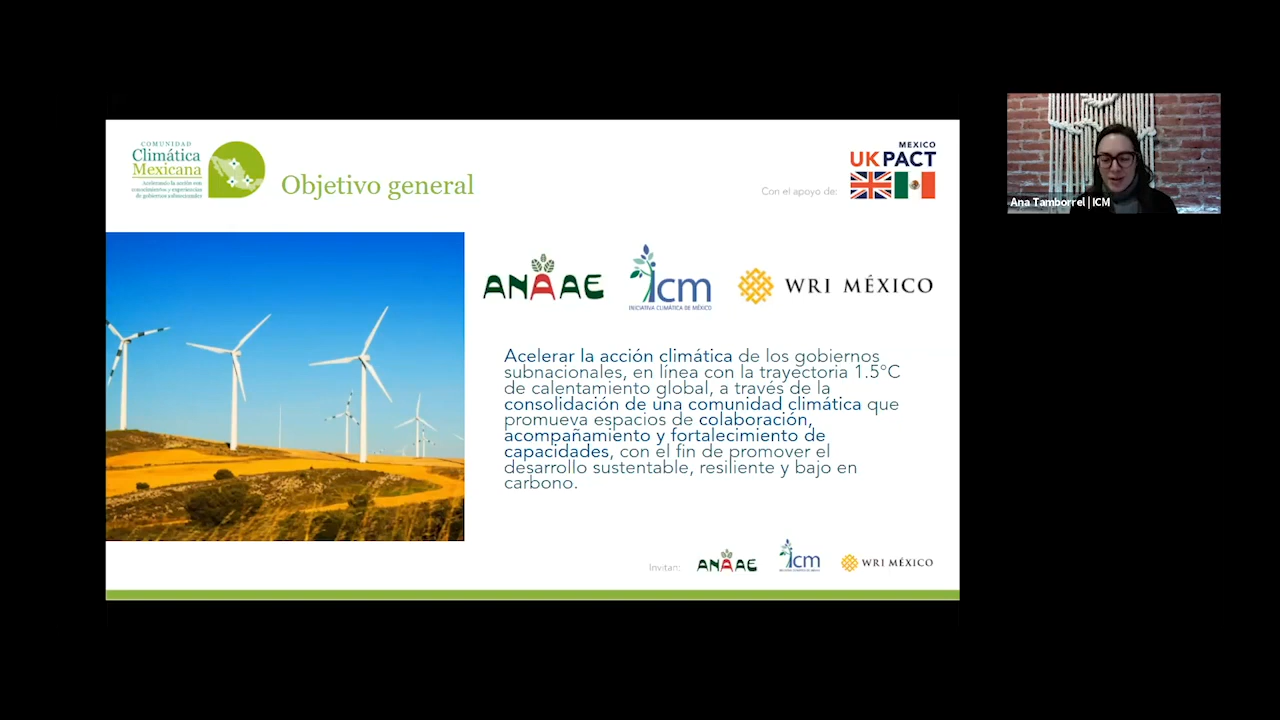 COMUNIDAD
Climática
Mexicana
Acelerando la acción con
conocimientos y experiencias
de gobiernos subnacionales
Objetivo general
Con el apoyo de:
MEXICO
UK PACT
ANAAE
icm
INICIATIVA CLIMÁTICA DE MÉXICO
WRI MÉXICO
Acelerar la acción climática de los gobiernos
subnacionales, en línea con la trayectoria 1.5°C
de calentamiento global, a través de la
consolidación de una comunidad climática que
promueva espacios de colaboración,
acompañamiento y fortalecimiento de
capacidades, con el fin de promover el
desarrollo sustentable, resiliente y bajo en
carbono.
Invitan:
ANAAE
icm
WRI MÉXICO
Ana Tamborrel | ICM